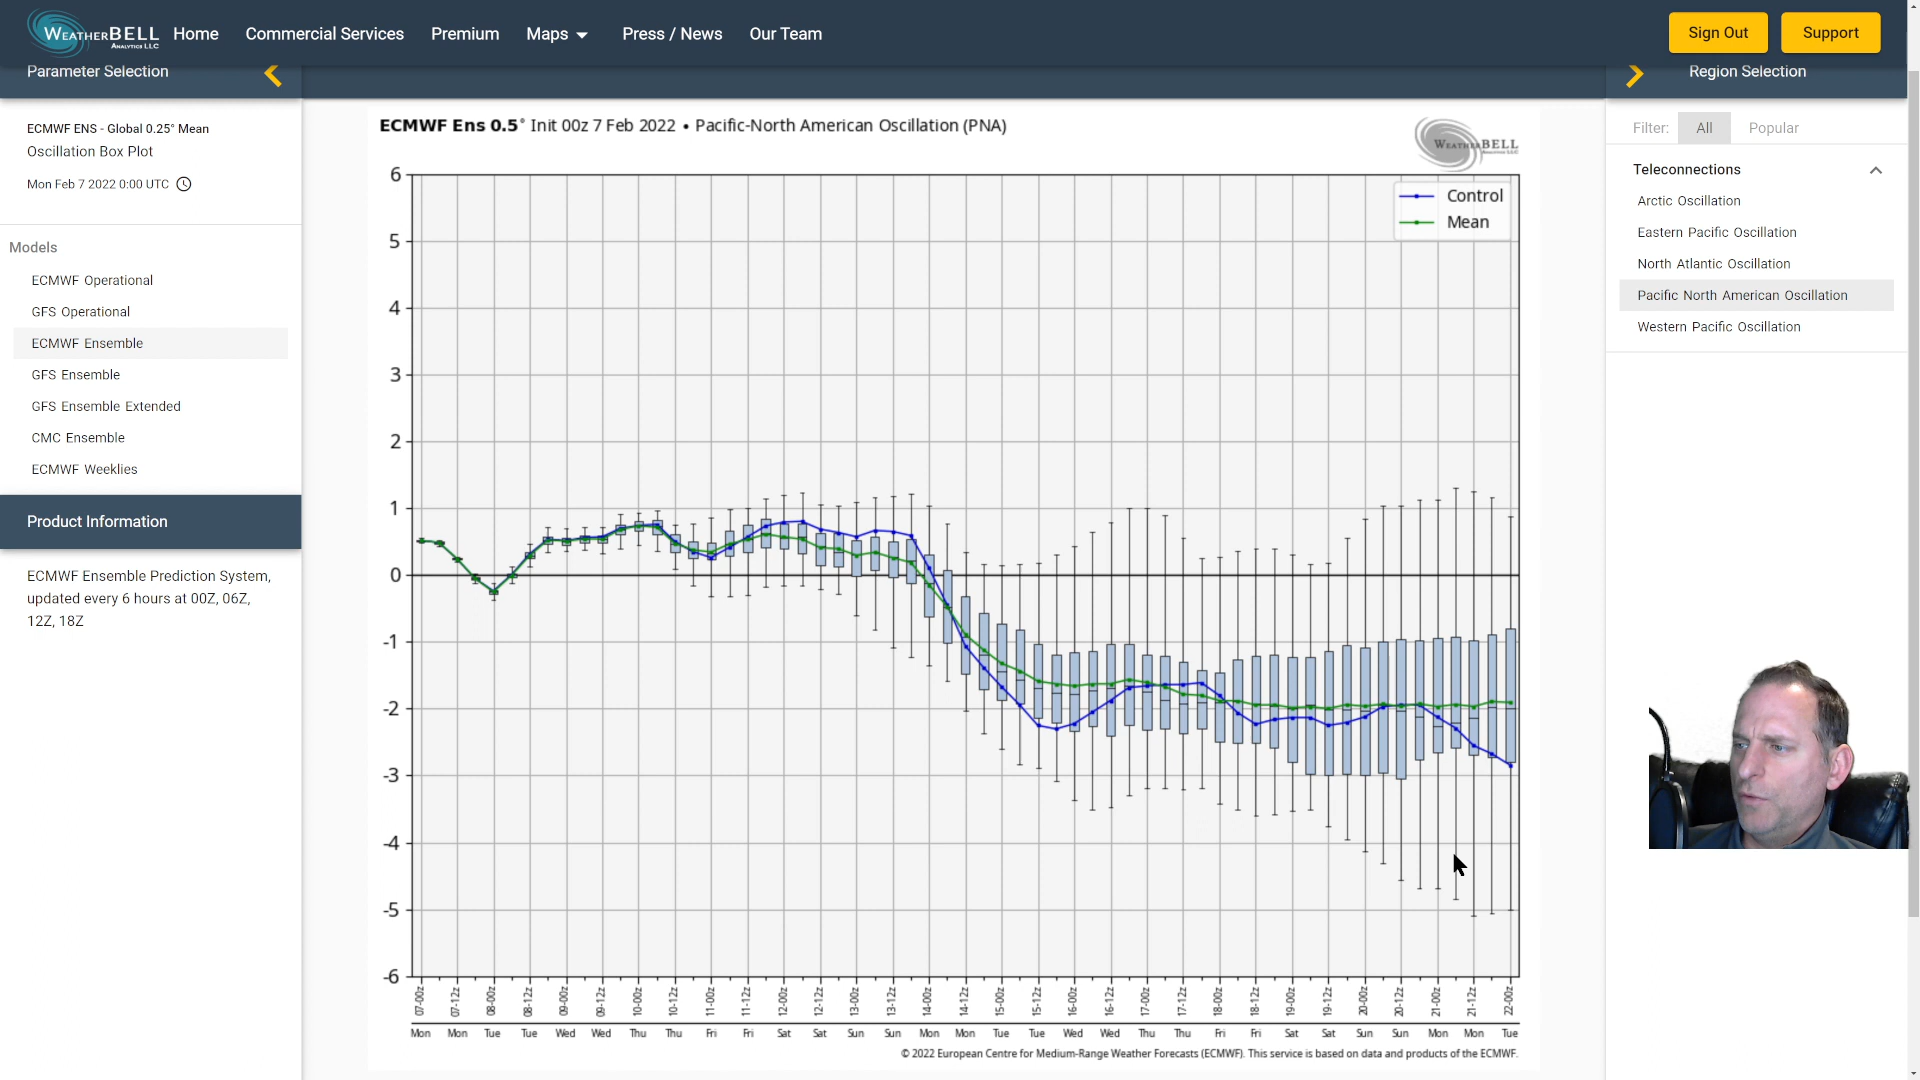 WEATHERBELL
ANALYTICS LLC
Home
Commercial Services
Premium
Maps
Press / News
Our Team
Sign Out
Support
Parameter Selection
Region Selection
ECMWF ENS - Global 0.25° Mean
Oscillation Box Plot
Mon Feb 7 2022 0:00 UTC
Models
ECMWF Operational
GFS Operational
ECMWF Ensemble
GFS Ensemble
GFS Ensemble Extended
CMC Ensemble
ECMWF Weeklies
Product Information
ECMWF Ensemble Prediction System,
updated every 6 hours at 00Z, 06Z,
12Z, 18Z
ECMWF Ens 0.5° Init 00z 7 Feb 2022 • Pacific-North American Oscillation (PNA)
WEATHERBELL
ANALYTICS LLC
Control
Mean
6
5
4
3
2
1
0
-1
-2
-3
-4
-5
-6
07-00z 07-12z 08-00z 08-12z 09-00z 09-12z 10-00z 10-12z 11-00z 11-12z 12-00z 12-12z 13-00z 13-12z 14-00z 14-12z 15-00z 15-12z 16-00z 16-12z 17-00z 17-12z 18-00z 18-12z 19-00z 19-12z 20-00z 20-12z 21-00z 21-12z 22-00z
Mon Mon Tue Tue Wed Wed Thu Thu Fri Fri Sat Sat Sun Sun Mon Mon Tue Tue Wed Wed Thu Thu Fri Fri Sat Sat Sun Sun Mon Mon Tue
© 2022 European Centre for Medium-Range Weather Forecasts (ECMWF). This service is based on data and products of the ECMWF.
Filter: All Popular
Teleconnections
Arctic Oscillation
Eastern Pacific Oscillation
North Atlantic Oscillation
Pacific North American Oscillation
Western Pacific Oscillation